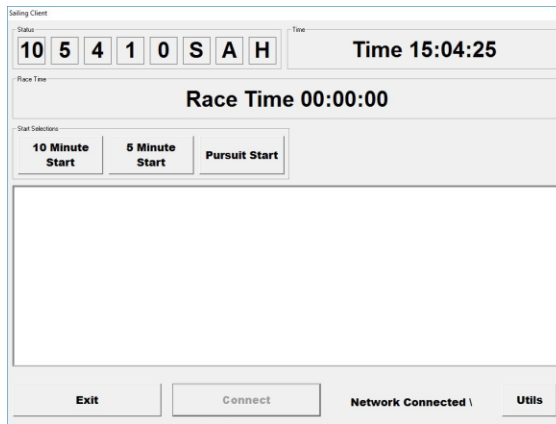 Sailing Client
Status
10 5 4 1 0 S A H
Time
Time 15:04:25
Race Time
Race Time 00:00:00
Start Selections
10 Minute
Start
5 Minute
Start
Pursuit Start
Exit
Connect
Network Connected \
Utils